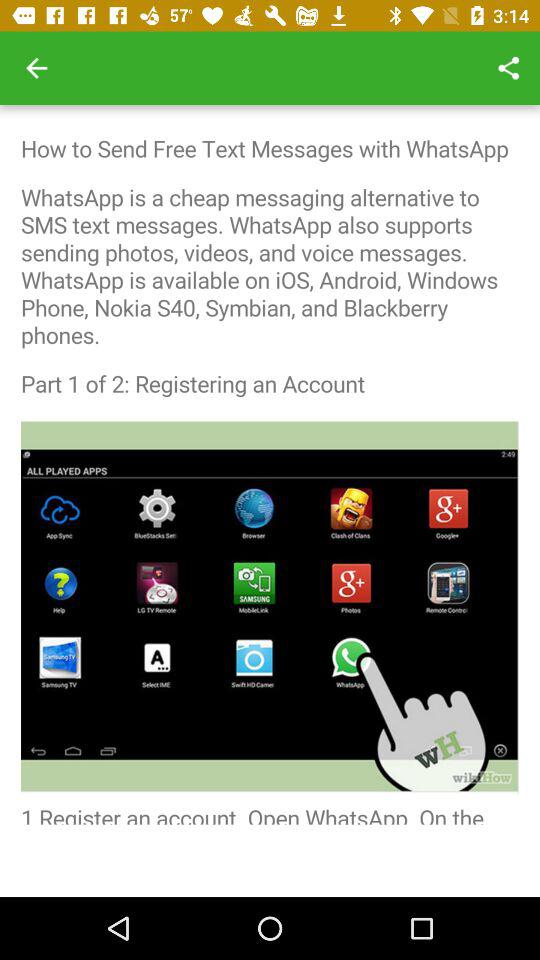 57°
3:14
How to Send Free Text Messages with WhatsApp
WhatsApp is a cheap messaging alternative to
SMS text messages. WhatsApp also supports
sending photos, videos, and voice messages.
WhatsApp is available on iOS, Android, Windows
Phone, Nokia S40, Symbian, and Blackberry
phones.
Part 1 of 2: Registering an Account
2:49
ALL PLAYED APPS
App Sync
BlueStacks Sett
Browser
Clash of Clans
Google+
SAMSUNG
Help
LG TV Remote
MobileLink
Photos
Remote Control
Samsung TV
A
Samsung TV
Select IME
Swift HD Camer
WhatsApp
wH
wikiHow
1 Register an account. Open WhatsApp. On the